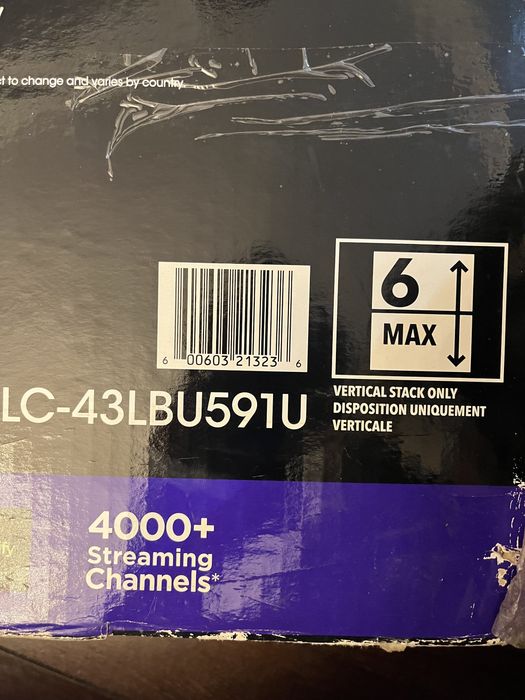 ct to change and varies by country.
6
MAX
6 00603 21323 6
LC-43LBU591U
VERTICAL STACK ONLY
DISPOSITION UNIQUEMENT
VERTICALE
4000+
Streaming
Channels*